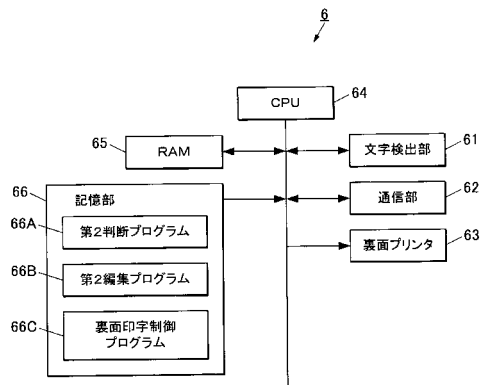 6
CPU
64
65
RAM
文字検出部
61
66
記憶部
通信部
62
66A
第2判断プログラム
裏面プリンタ
63
66B
第2編集プログラム
66C
裏面印字制御
プログラム